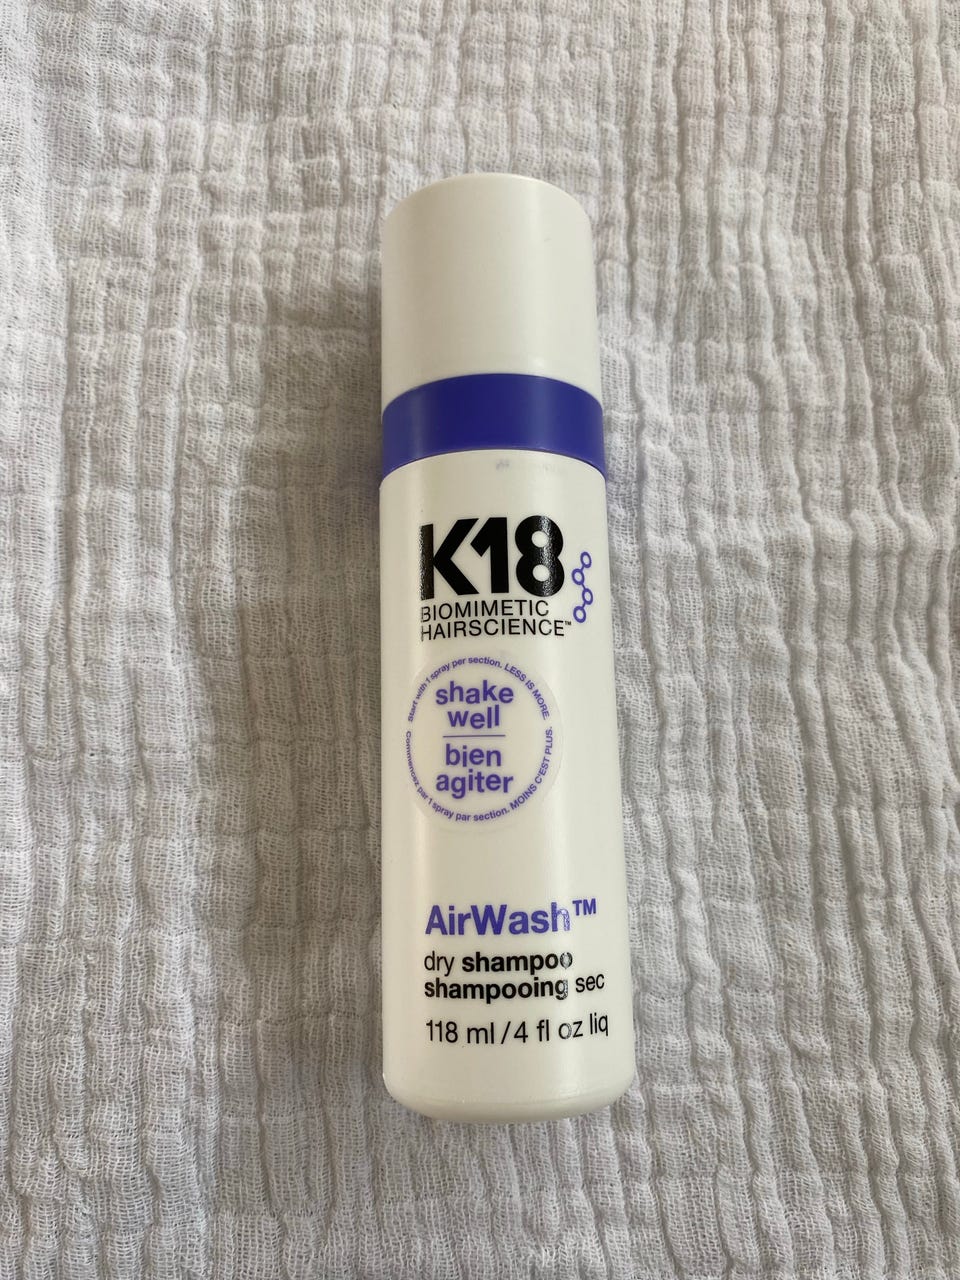 K18
BIOMIMETIC
HAIRSCIENCE™
Start with 1 spray per section. LESS IS MORE.
shake
well
bien
agiter
Commencez par 1 spray par section. MOINS C'EST PLUS.
AirWash™
dry shampoo
shampooing sec
118 ml / 4 fl oz liq